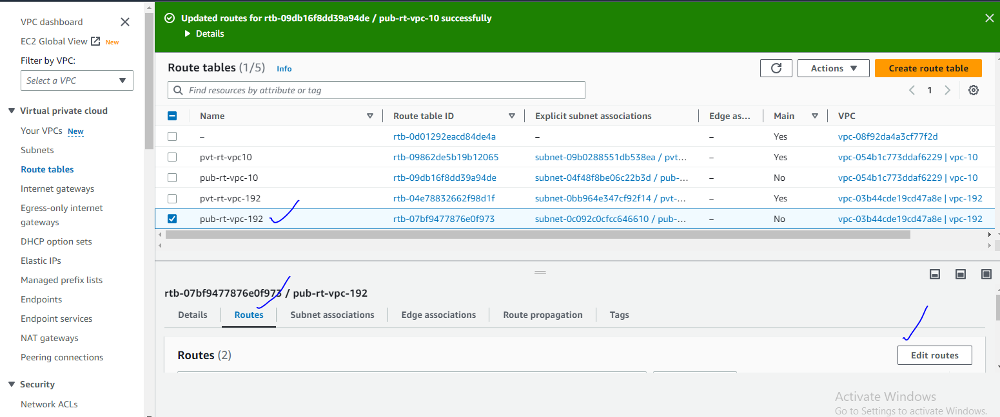 VPC dashboard
EC2 Global View New
Filter by VPC:
Select a VPC
Virtual private cloud
Your VPCs New
Subnets
Route tables
Internet gateways
Egress-only internet
gateways
DHCP option sets
Elastic IPs
Managed prefix lists
Endpoints
Endpoint services
NAT gateways
Peering connections
Security
Network ACLs
Updated routes for rtb-09db16f8dd39a94de / pub-rt-vpc-10 successfully
Details
Route tables (1/5) Info
Actions
Create route table
Find resources by attribute or tag
1
Name Route table ID Explicit subnet associations Edge as... Main VPC
– rtb-0d01292eacd84de4a – – Yes vpc-08f92da4a3cf77f2d
pvt-rt-vpc10 rtb-09862de5b19b12065 subnet-09b0288551db538ea / pvt... – Yes vpc-054b1c773ddaf6229 | vpc-10
pub-rt-vpc-10 rtb-09db16f8dd39a94de subnet-04f48f8be06c22b3d / pub-... – No vpc-054b1c773ddaf6229 | vpc-10
pvt-rt-vpc-192 rtb-04e78832662f98d1f subnet-0bb964e347cf92f14 / pvt-... – Yes vpc-03b44cde19cd47a8e | vpc-192
pub-rt-vpc-192 rtb-07bf9477876e0f973 subnet-0c092c0cfcc646610 / pub-... – No vpc-03b44cde19cd47a8e | vpc-192
rtb-07bf9477876e0f973 / pub-rt-vpc-192
Details Routes Subnet associations Edge associations Route propagation Tags
Routes (2)
Edit routes
Activate Windows
Go to Settings to activate Windows.